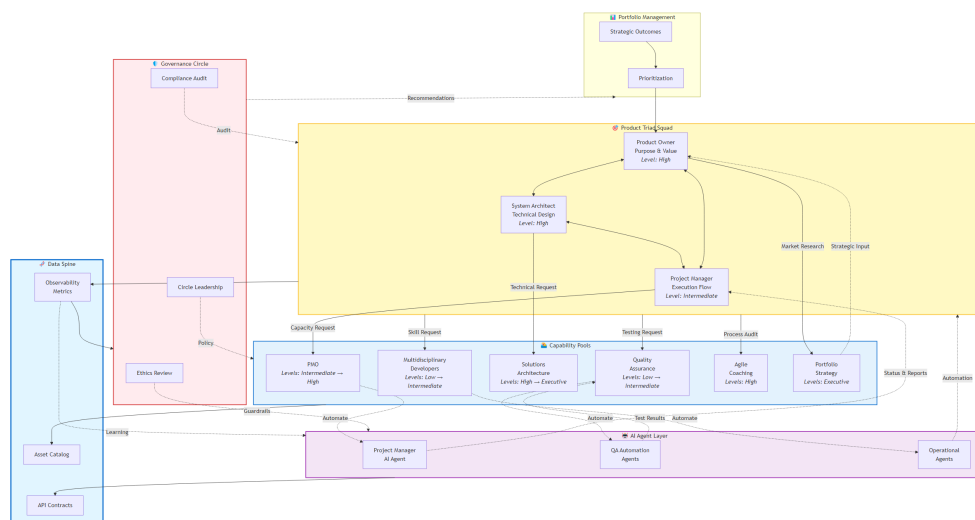 Portfolio Management
Strategic Outcomes
Prioritization
Governance Circle
Compliance Audit
Recommendations
Audit
Product Triad Squad
Product Owner
Purpose & Value
Level: High
System Architect
Technical Design
Level: High
Market Research
Strategic Input
Data Spine
Observability
Metrics
Circle Leadership
Project Manager
Execution Flow
Level: Intermediate
Technical Request
Capacity Request
Skill Request
Testing Request
Process Audit
Policy
Capability Pools
PMO
Levels: Intermediate → High
Multidisciplinary
Developers
Levels: Low → Intermediate
Solutions
Architecture
Levels: High → Executive
Quality
Assurance
Levels: Low → Intermediate
Agile
Coaching
Levels: High
Portfolio
Strategy
Levels: Executive
Ethics Review
Status & Reports
Automation
Guardrails
Automate
Automate
Test Results
Automate
Learning
AI Agent Layer
Asset Catalog
Project Manager
AI Agent
QA Automation
Agents
Operational
Agents
API Contracts